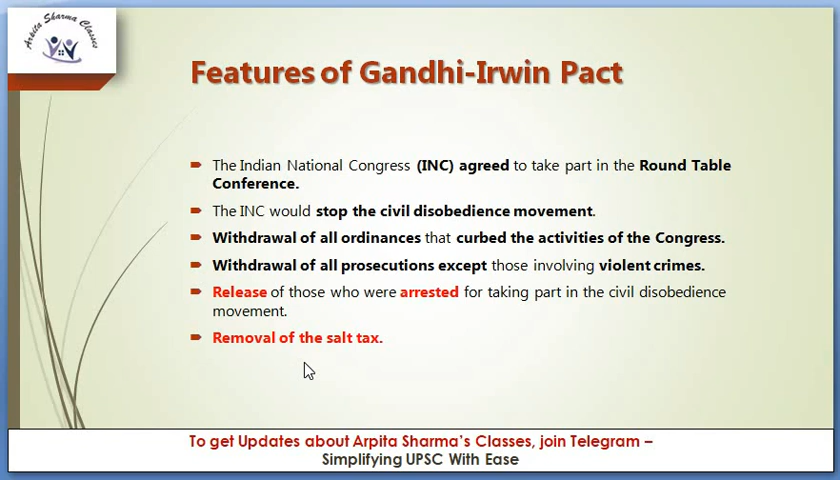 Arpita Sharma Classes
Features of Gandhi-Irwin Pact
The Indian National Congress (INC) agreed to take part in the Round Table
Conference.
The INC would stop the civil disobedience movement.
Withdrawal of all ordinances that curbed the activities of the Congress.
Withdrawal of all prosecutions except those involving violent crimes.
Release of those who were arrested for taking part in the civil disobedience
movement.
Removal of the salt tax.
To get Updates about Arpita Sharma's Classes, join Telegram –
Simplifying UPSC With Ease